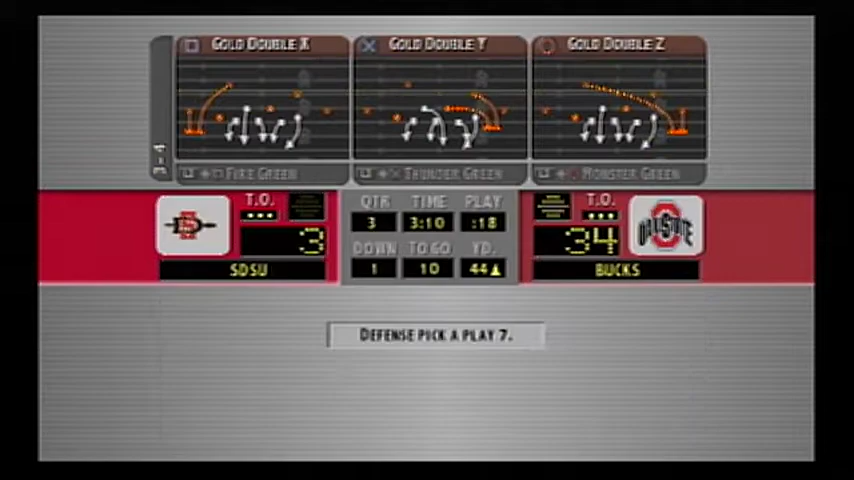 GOLD DOUBLE X GOLD DOUBLE Y GOLD DOUBLE Z
3-4
FIRE GREEN THUNDER GREEN MONSTER GREEN
T.O. QTR TIME PLAY T.O.
3 3:10 :18
SD OHIO STATE
3 34
DOWN TO GO YD.
SDSU 1 10 44 BUCKS
DEFENSE PICK A PLAY 7.